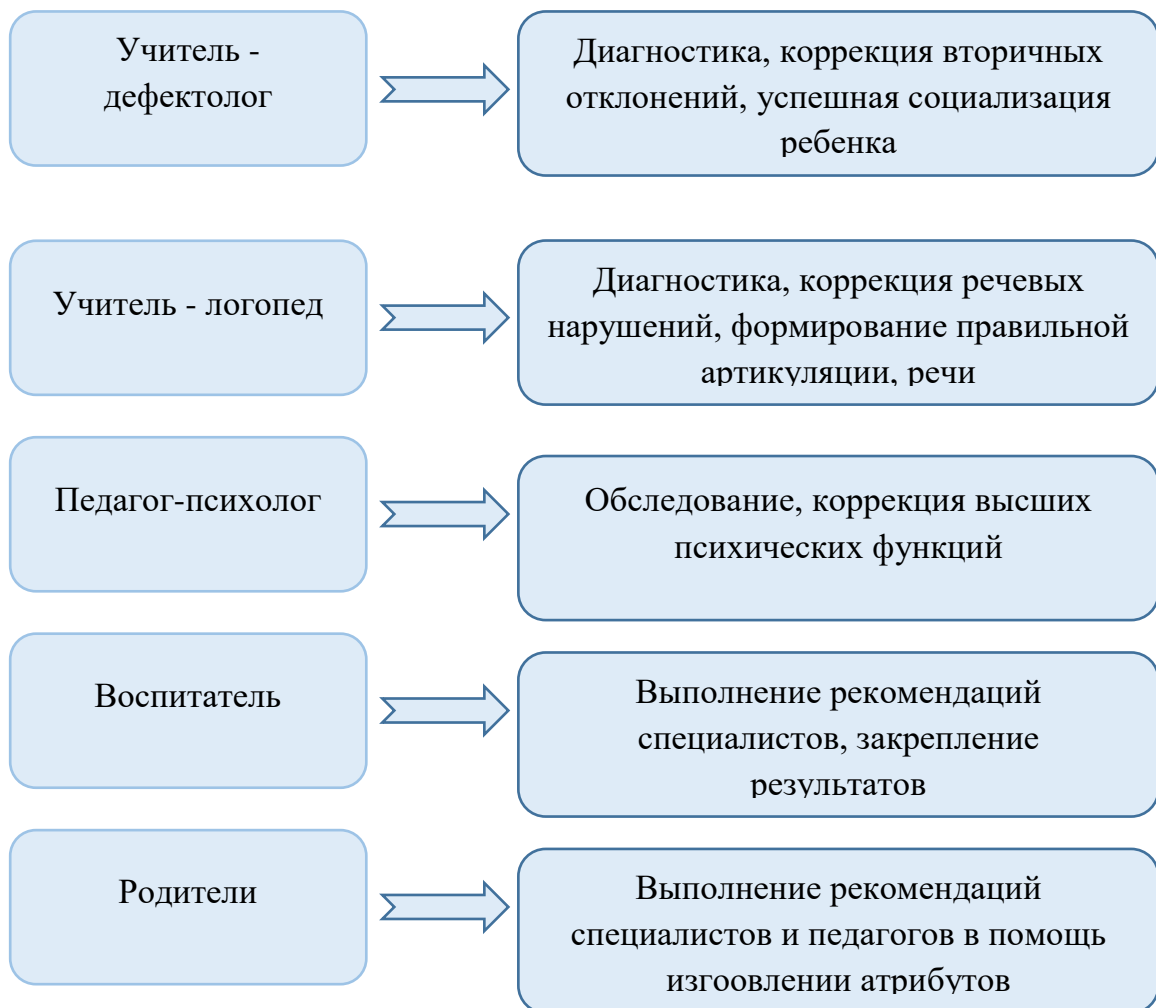 Учитель -
дефектолог
Диагностика, коррекция вторичных
отклонений, успешная социализация
ребенка
Учитель - логопед
Диагностика, коррекция речевых
нарушений, формирование правильной
артикуляции, речи
Педагог-психолог
Обследование, коррекция высших
психических функций
Воспитатель
Выполнение рекомендаций
специалистов, закрепление
результатов
Родители
Выполнение рекомендаций
специалистов и педагогов в помощь
изгоовлении атрибутов